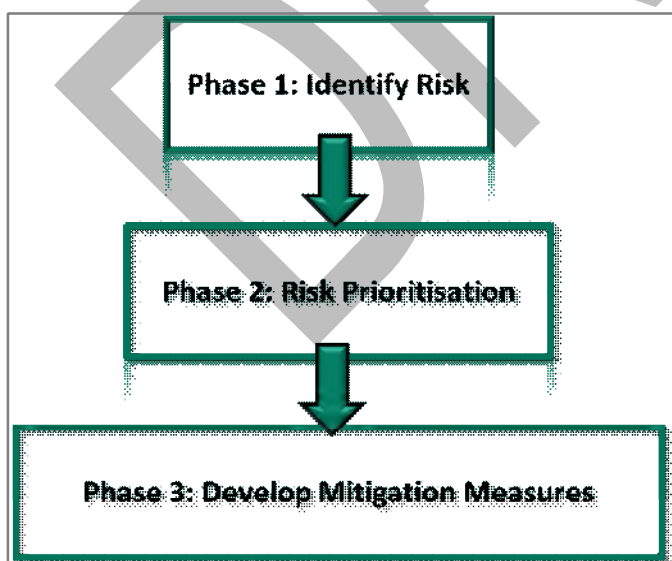 Phase 1: Identify Risk
Phase 2: Risk Prioritisation
Phase 3: Develop Mitigation Measures